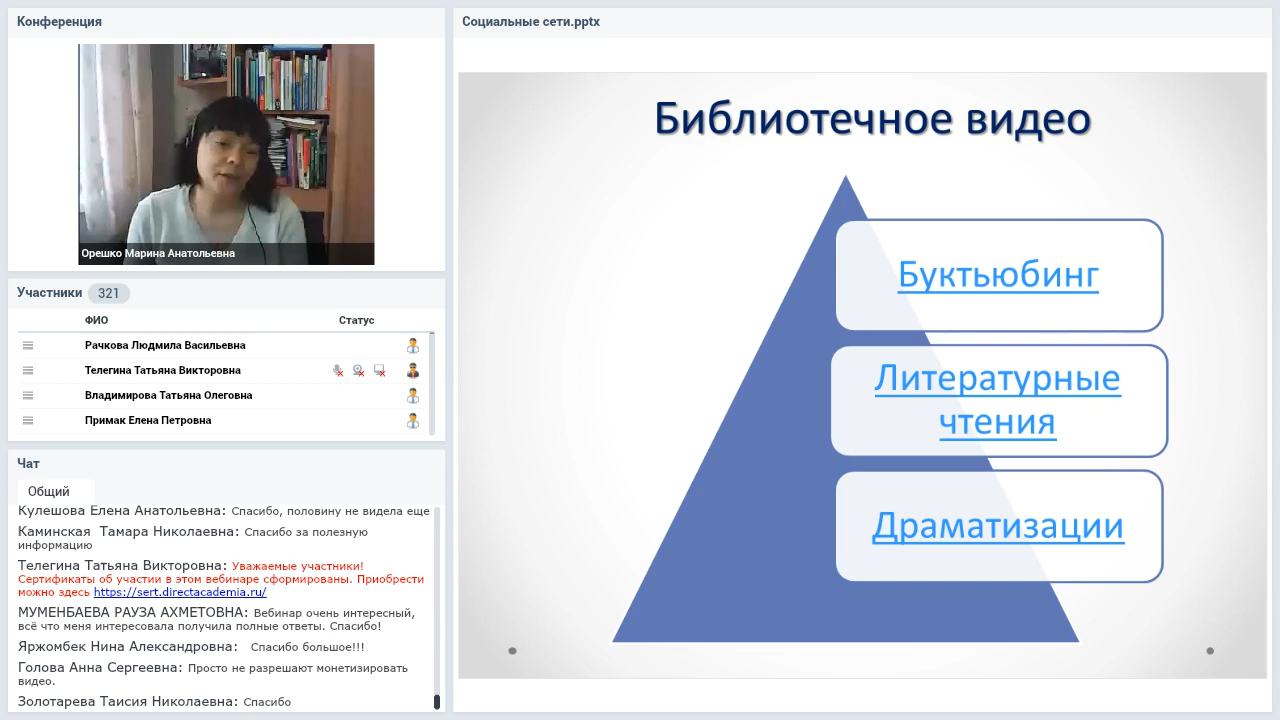 Конференция
Орешко Марина Анатольевна
Участники 321
ФИО Статус
Рачкова Людмила Васильевна
Телегина Татьяна Викторовна
Владимирова Татьяна Олеговна
Примак Елена Петровна
Чат
Общий
Кулешова Елена Анатольевна: Спасибо, половину не видела еще
Каминская Тамара Николаевна: Спасибо за полезную
информацию
Телегина Татьяна Викторовна: Уважаемые участники!
Сертификаты об участии в этом вебинаре сформированы. Приобрести
можно здесь https://sert.directacademia.ru/
МУМЕНБАЕВА РАУЗА АХМЕТОВНА: Вебинар очень интересный,
всё что меня интересовала получила полные ответы. Спасибо!
Яржомбек Нина Александровна: Спасибо большое!!!
Голова Анна Сергеевна: Просто не разрешают монетизировать
видео.
Золотарева Таисия Николаевна: Спасибо
Социальные сети.pptx
Библиотечное видео
Буктьюбинг
Литературные
чтения
Драматизации